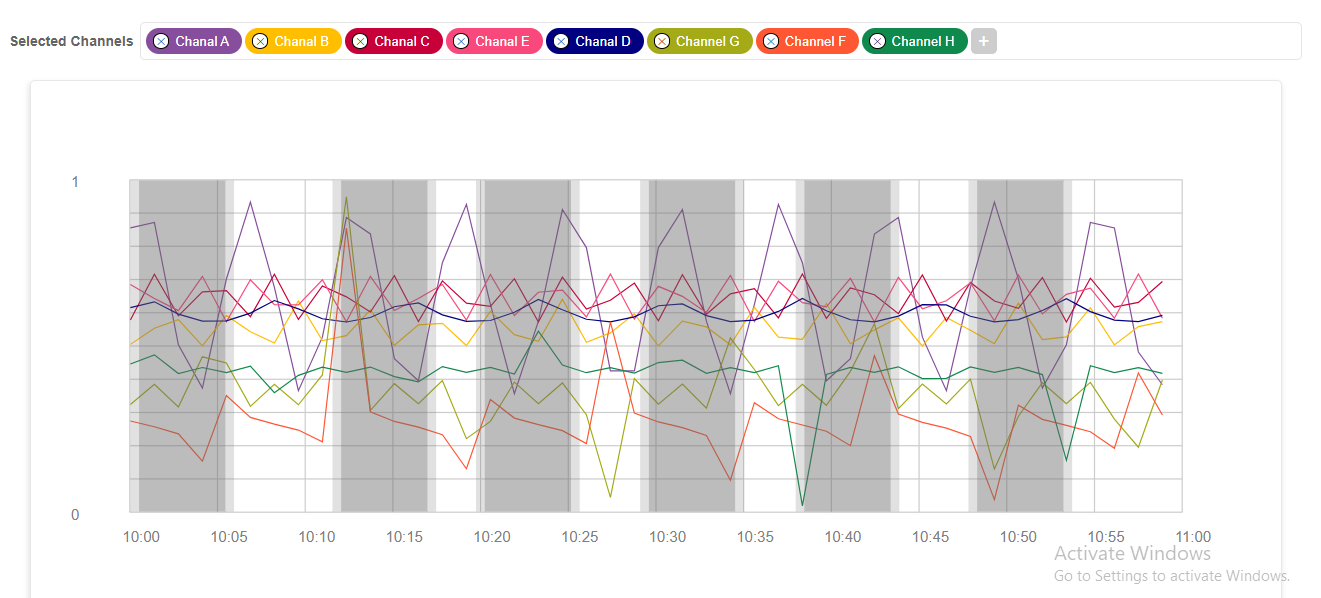 Selected Channels Chanal A Chanal B Chanal C Chanal E Chanal D Channel G Channel F Channel H +
1
0
10:00 10:05 10:10 10:15 10:20 10:25 10:30 10:35 10:40 10:45 10:50 10:55 11:00
Activate Windows
Go to Settings to activate Windows.